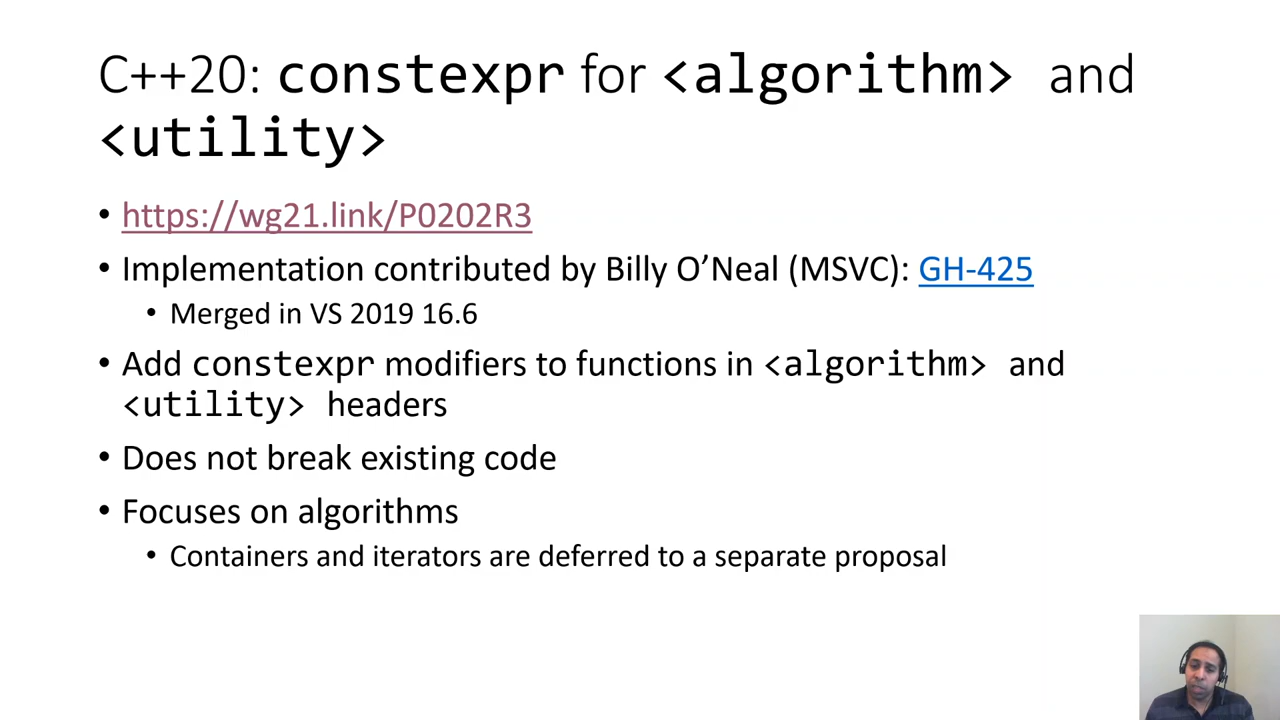 C++20: constexpr for <algorithm> and
<utility>
• https://wg21.link/P0202R3
• Implementation contributed by Billy O’Neal (MSVC): GH-425
• Merged in VS 2019 16.6
• Add constexpr modifiers to functions in <algorithm> and
<utility> headers
• Does not break existing code
• Focuses on algorithms
• Containers and iterators are deferred to a separate proposal